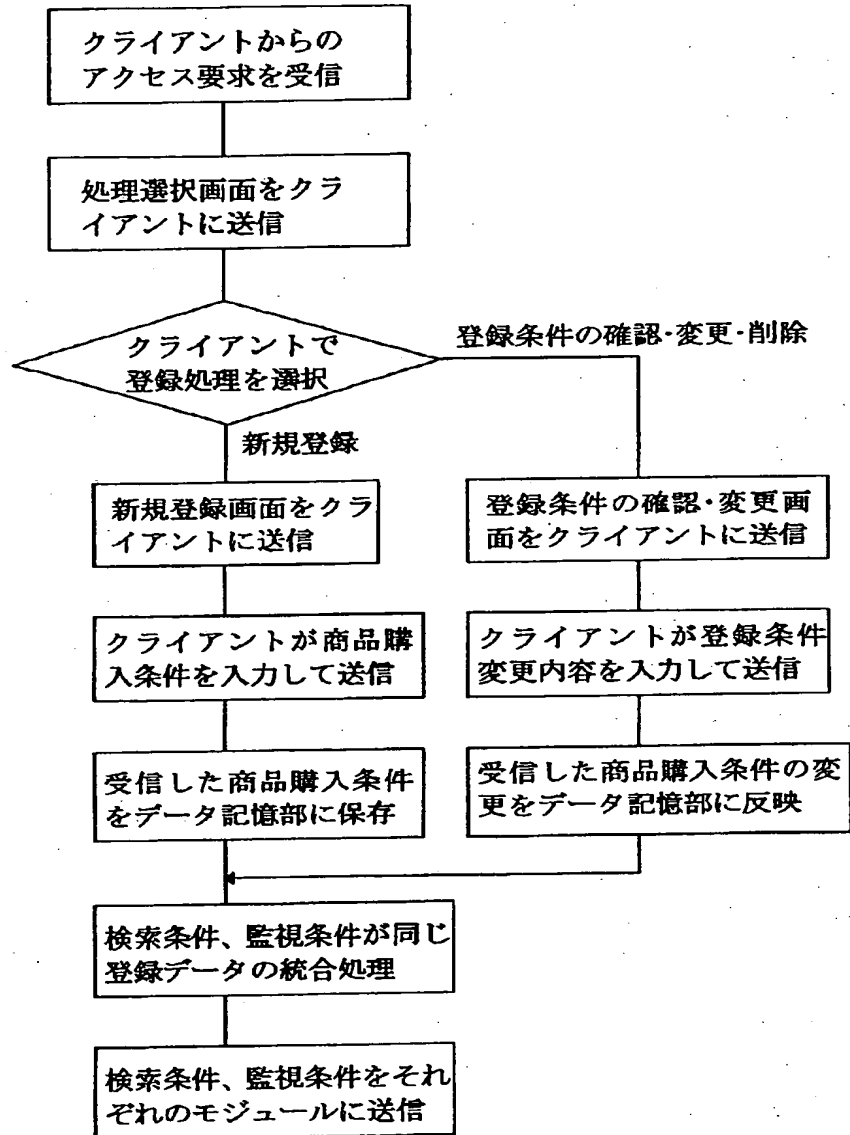 クライアントからの
アクセス要求を受信
処理選択画面をクラ
イアントに送信
クライアントで
登録処理を選択
登録条件の確認・変更・削除
新規登録
新規登録画面をクラ
イアントに送信
登録条件の確認・変更画
面をクライアントに送信
クライアントが商品購
入条件を入力して送信
クライアントが登録条件
変更内容を入力して送信
受信した商品購入条件
をデータ記憶部に保存
受信した商品購入条件の変
更をデータ記憶部に反映
検索条件、監視条件が同じ
登録データの統合処理
検索条件、監視条件をそれ
ぞれのモジュールに送信